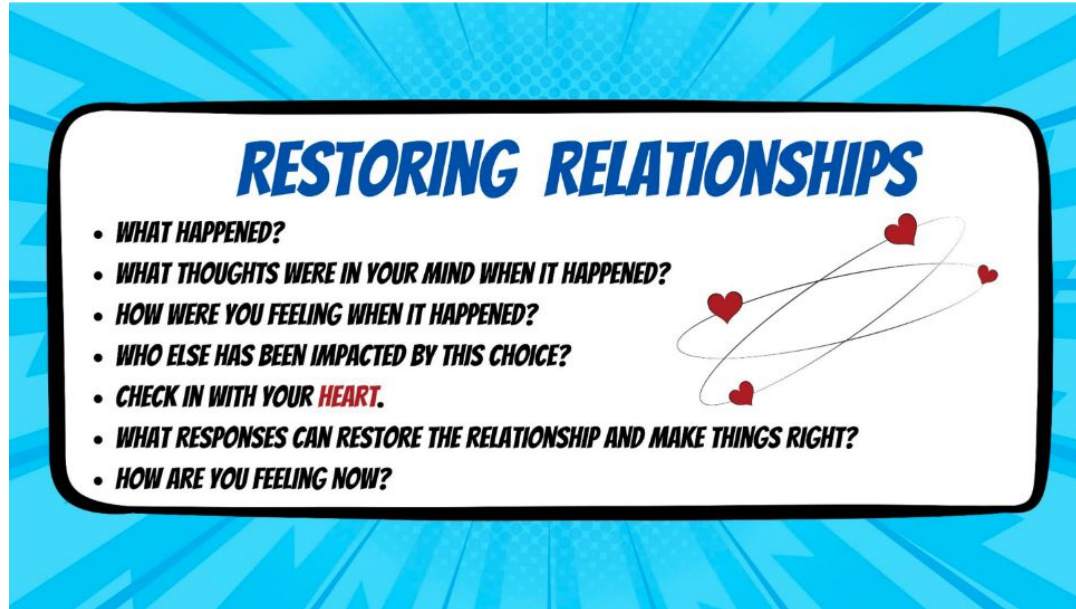 RESTORING RELATIONSHIPS
• WHAT HAPPENED?
• WHAT THOUGHTS WERE IN YOUR MIND WHEN IT HAPPENED?
• HOW WERE YOU FEELING WHEN IT HAPPENED?
• WHO ELSE HAS BEEN IMPACTED BY THIS CHOICE?
• CHECK IN WITH YOUR HEART.
• WHAT RESPONSES CAN RESTORE THE RELATIONSHIP AND MAKE THINGS RIGHT?
• HOW ARE YOU FEELING NOW?